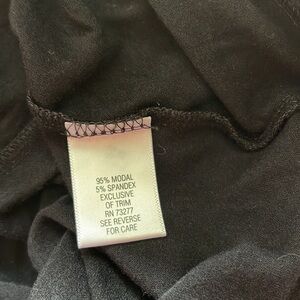 95% MODAL
5% SPANDEX
EXCLUSIVE
OF TRIM
RN 73277
SEE REVERSE
FOR CARE